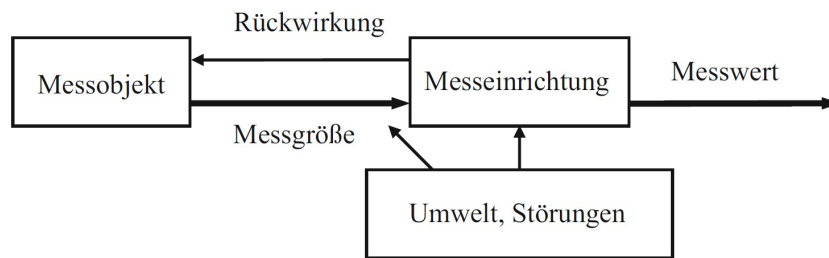 Rückwirkung
Messobjekt
Messeinrichtung
Messwert
Messgröße
Umwelt, Störungen